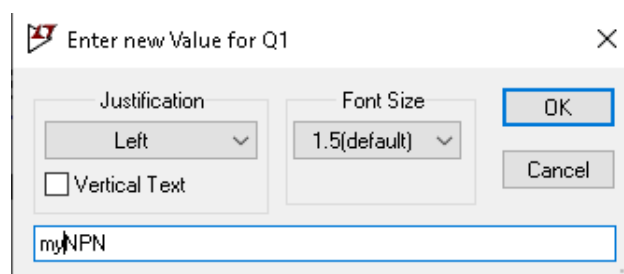 Enter new Value for Q1
Justification
Font Size
OK
Left
1.5(default)
Vertical Text
Cancel
myNPN